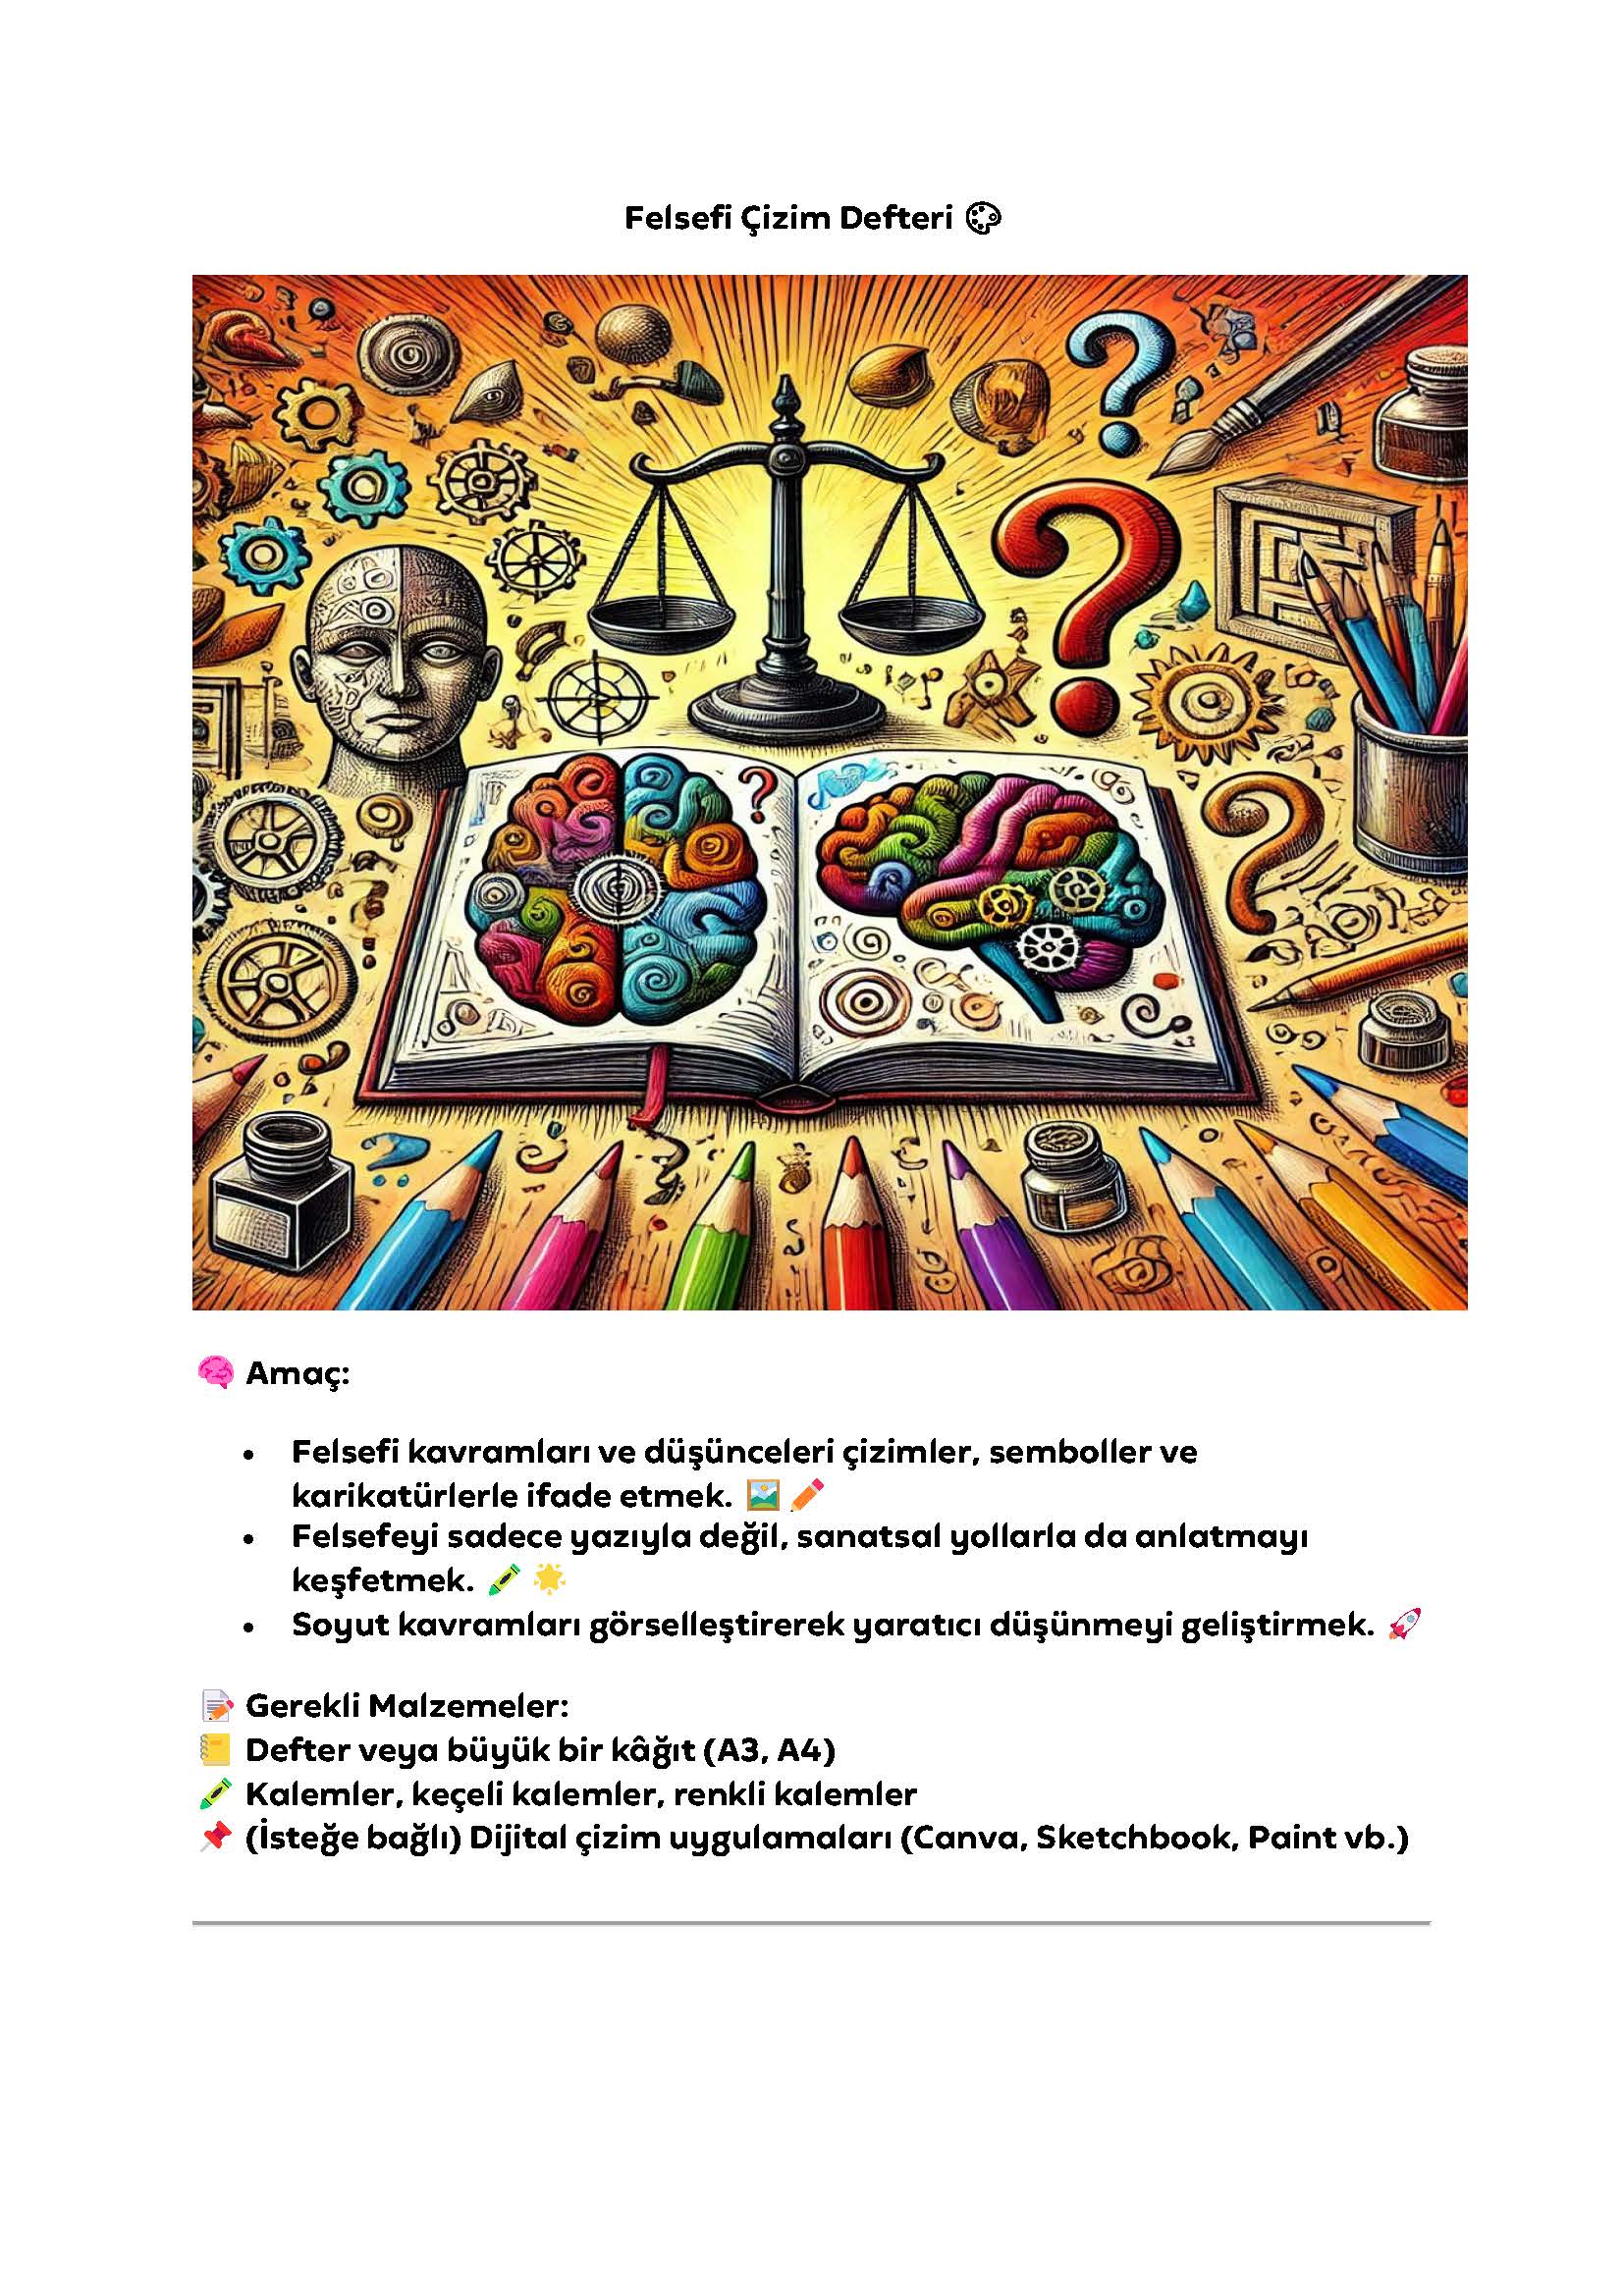 Felsefi Çizim Defteri 🎨
🧠 Amaç:
• Felsefi kavramları ve düşünceleri çizimler, semboller ve
karikatürlerle ifade etmek. 🖼️ ✏️
• Felsefeyi sadece yazıyla değil, sanatsal yollarla da anlatmayı
keşfetmek. 🖍️ 🌟
• Soyut kavramları görselleştirerek yaratıcı düşünmeyi geliştirmek. 🚀
📝 Gerekli Malzemeler:
📒 Defter veya büyük bir kâğıt (A3, A4)
🖍️ Kalemler, keçeli kalemler, renkli kalemler
📌 (İsteğe bağlı) Dijital çizim uygulamaları (Canva, Sketchbook, Paint vb.)